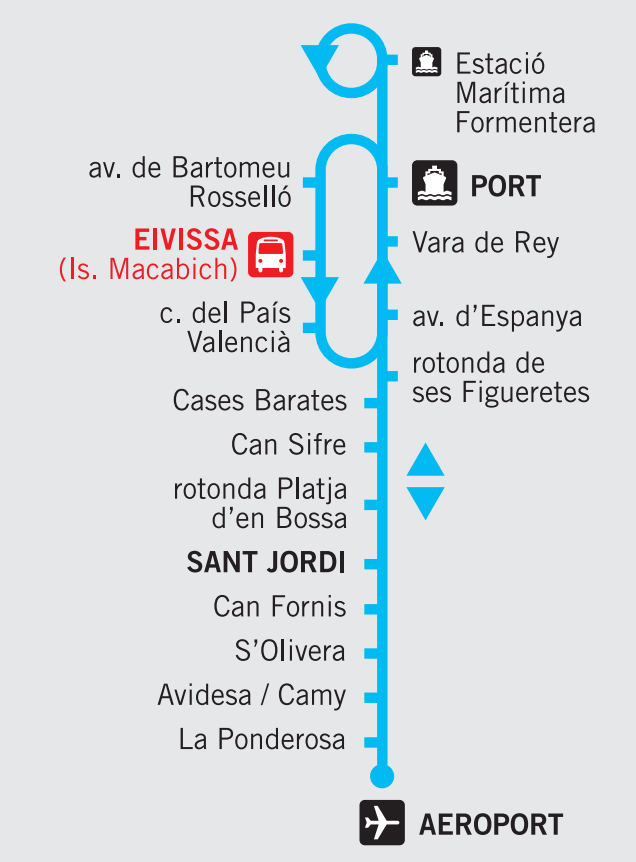 Estació
Marítima
Formentera
av. de Bartomeu
Rosselló
PORT
EIVISSA
(Is. Macabich)
Vara de Rey
c. del País
Valencià
av. d'Espanya
rotonda de
ses Figueretes
Cases Barates
Can Sifre
rotonda Platja
d'en Bossa
SANT JORDI
Can Fornis
S'Olivera
Avidesa / Camy
La Ponderosa
AEROPORT